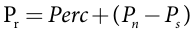 Pr = Perc + (Pn − Ps)